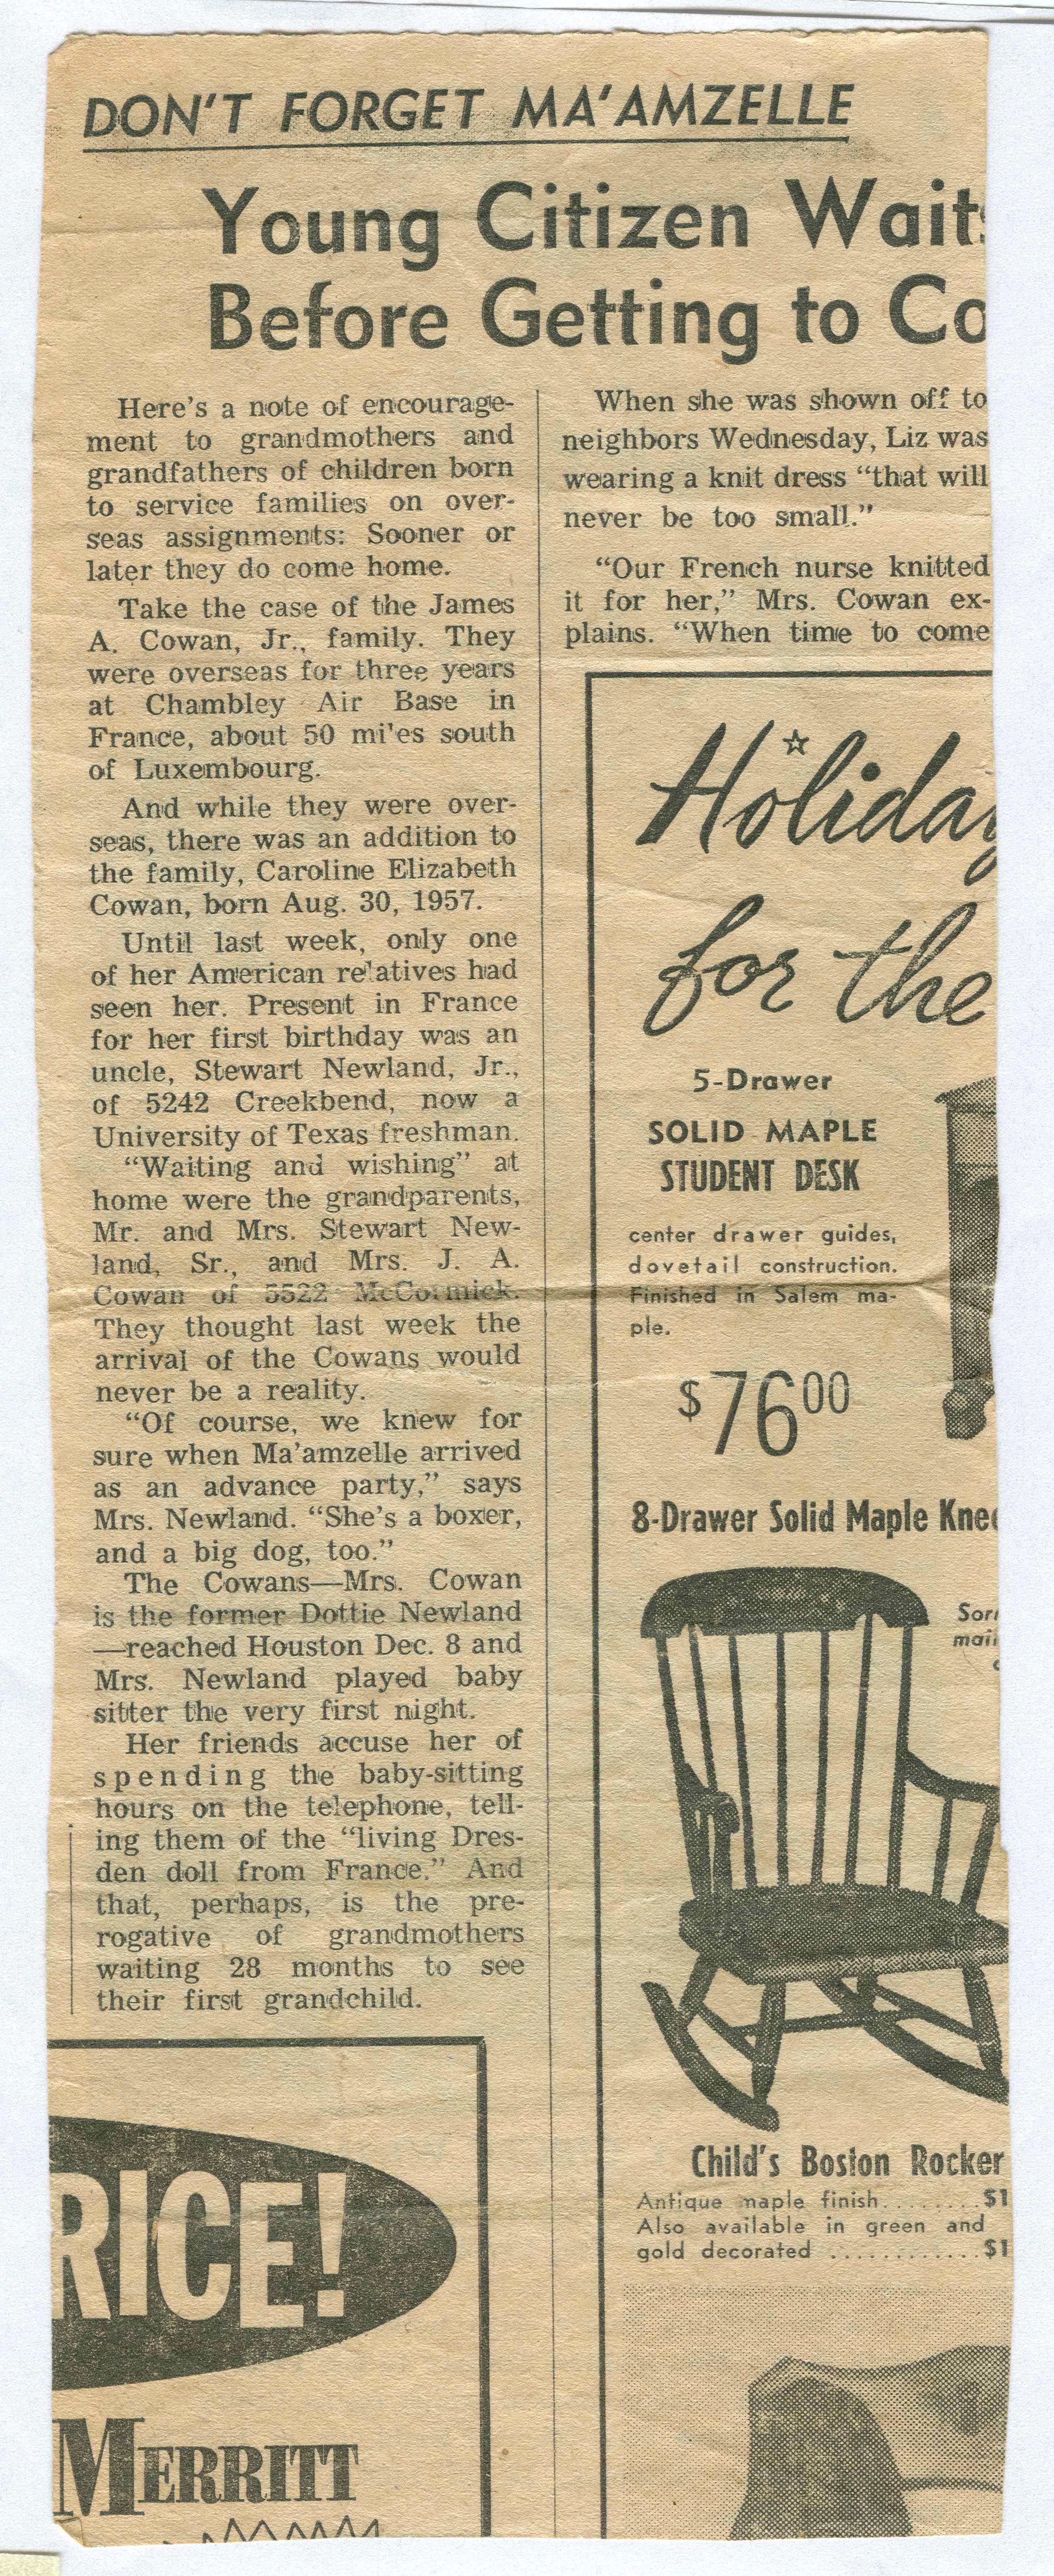 DON'T FORGET MA'AMZELLE
Young Citizen Waits
Before Getting to Co
Here's a note of encourage-
ment to grandmothers and
grandfathers of children born
to service families on over-
seas assignments: Sooner or
later they do come home.
Take the case of the James
A. Cowan, Jr., family. They
were overseas for three years
at Chambley Air Base in
France, about 50 mi'es south
of Luxembourg.
And while they were over-
seas, there was an addition to
the family, Caroline Elizabeth
Cowan, born Aug. 30, 1957.
Until last week, only one
of her American re'atives had
seen her. Present in France
for her first birthday was an
uncle, Stewart Newland, Jr.,
of 5242 Creekbend, now a
University of Texas freshman.
"Waiting and wishing" at
home were the grandparents,
Mr. and Mrs. Stewart New-
land, Sr., and Mrs. J. A.
Cowan of 5522 McCormick.
They thought last week the
arrival of the Cowans would
never be a reality.
"Of course, we knew for
sure when Ma'amzelle arrived
as an advance party," says
Mrs. Newland. "She's a boxer,
and a big dog, too."
The Cowans—Mrs. Cowan
is the former Dottie Newland
—reached Houston Dec. 8 and
Mrs. Newland played baby
sitter the very first night.
Her friends accuse her of
spending the baby-sitting
hours on the telephone, tell-
ing them of the "living Dres-
den doll from France." And
that, perhaps, is the pre-
rogative of grandmothers
waiting 28 months to see
their first grandchild.
When she was shown off to
neighbors Wednesday, Liz was
wearing a knit dress "that will
never be too small."
"Our French nurse knitted
it for her," Mrs. Cowan ex-
plains. "When time to come
Holiday
for the
5-Drawer
SOLID MAPLE
STUDENT DESK
center drawer guides,
dovetail construction.
Finished in Salem ma-
ple.
$7600
8-Drawer Solid Maple Knee
Sorr
mail
Child's Boston Rocker
Antique maple finish........$1
Also available in green and
gold decorated ............$1
RICE!
MERRITT